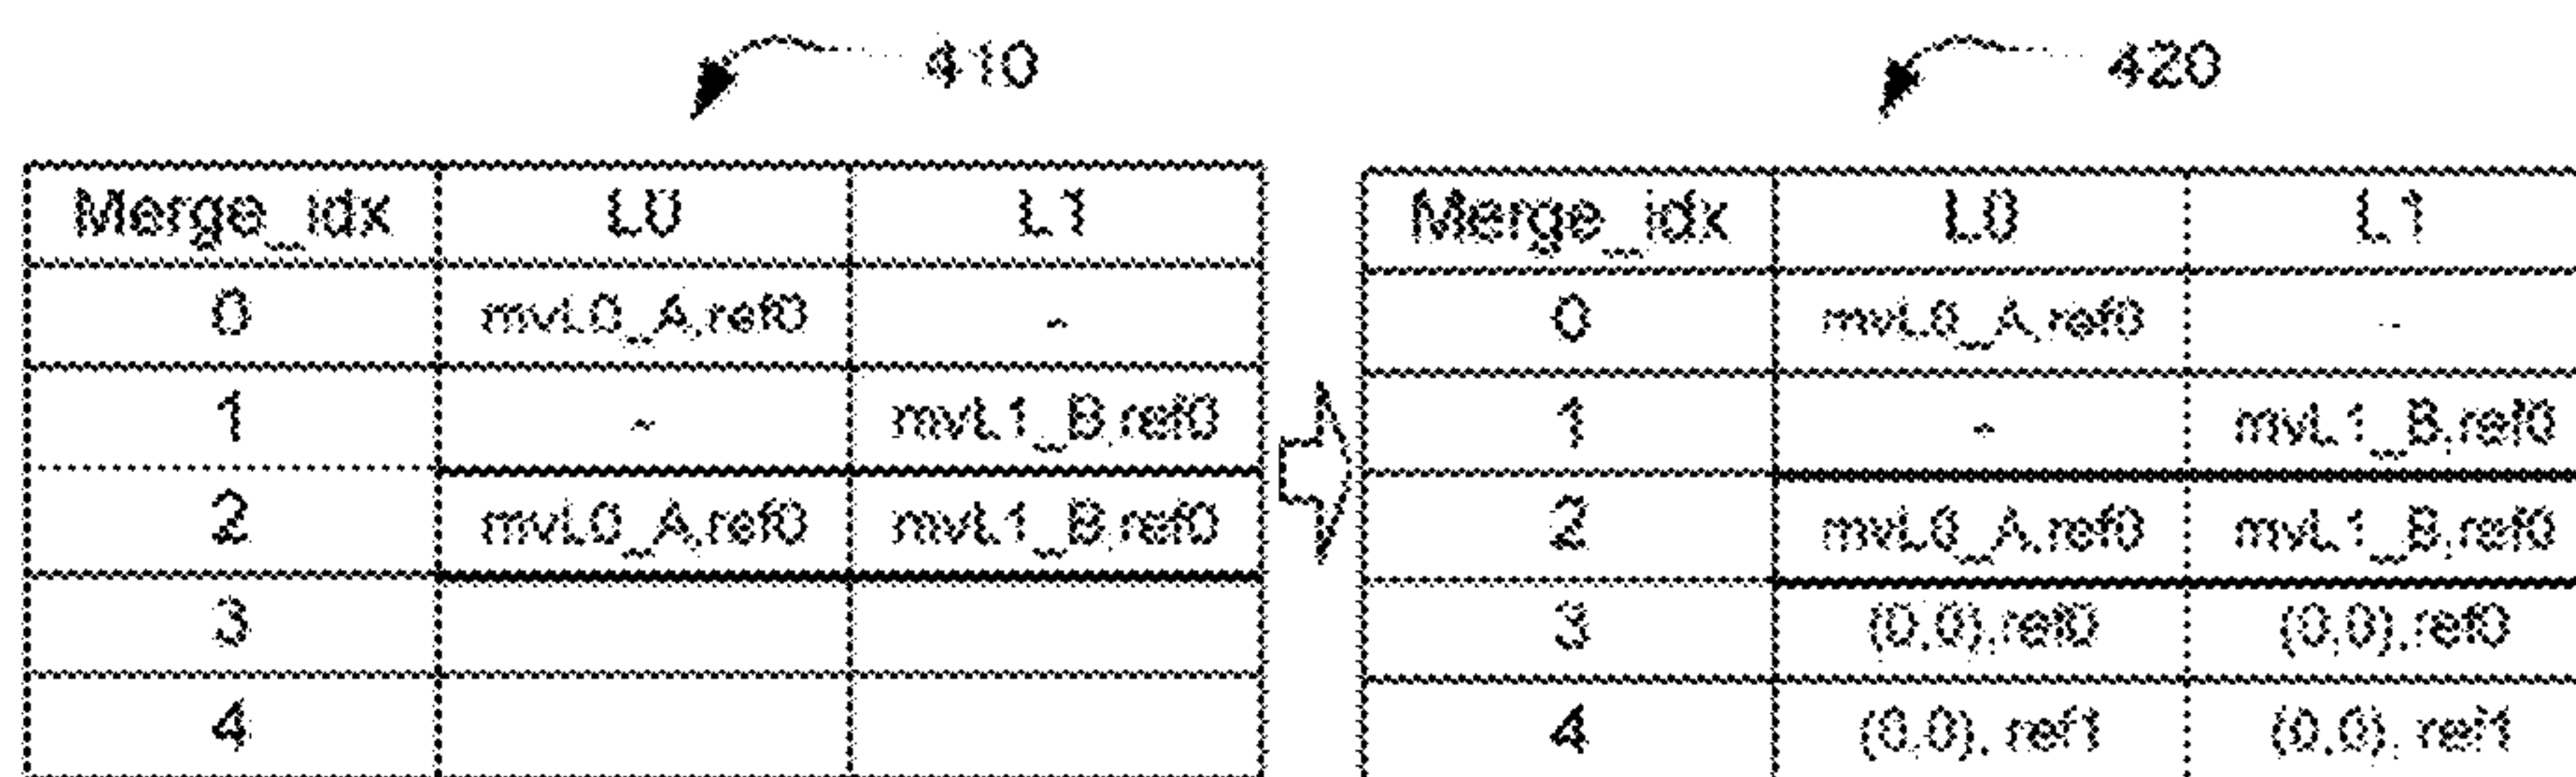 410 420
Merge_idx L0 L1 Merge_idx L0 L1
0 mvL0_A,ref0 - 0 mvL0_A,ref0 -
1 - mvL1_B,ref0 1 - mvL1_B,ref0
2 mvL0_A,ref0 mvL1_B,ref0 2 mvL0_A,ref0 mvL1_B,ref0
3 3 (0,0),ref0 (0,0),ref0
4 4 (0,0), ref1 (0,0), ref1